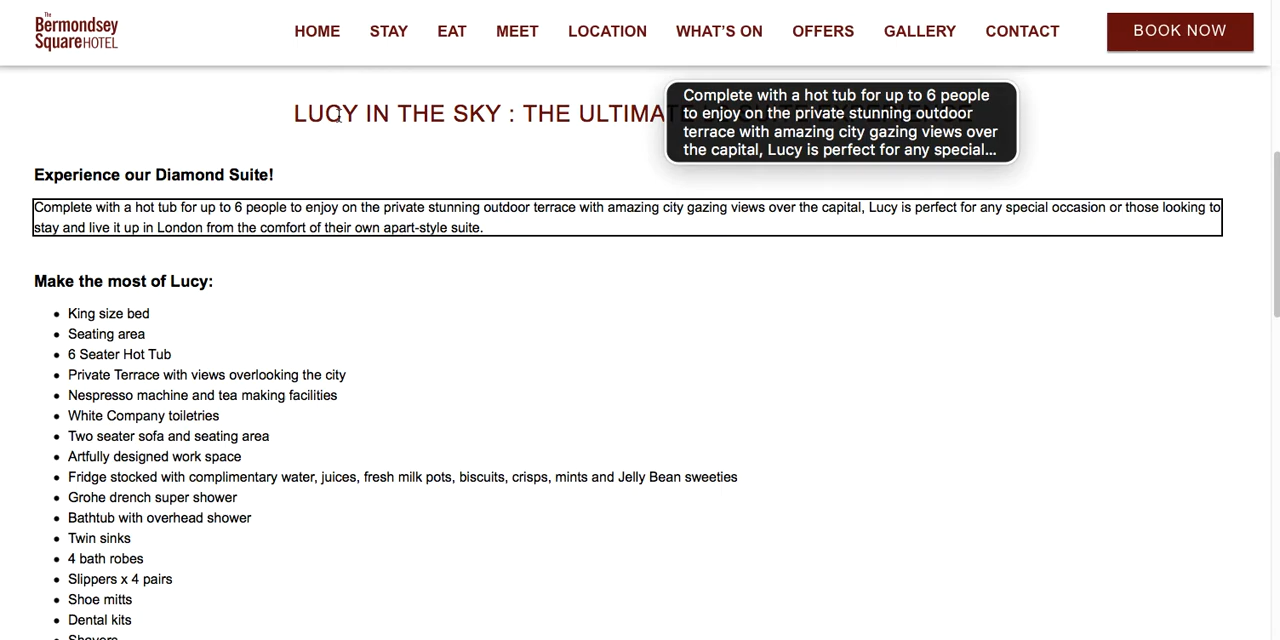 The
Bermondsey
Square HOTEL
HOME STAY EAT MEET LOCATION WHAT'S ON OFFERS GALLERY CONTACT BOOK NOW
LUCY IN THE SKY : THE ULTIMAT
Complete with a hot tub for up to 6 people
to enjoy on the private stunning outdoor
terrace with amazing city gazing views over
the capital, Lucy is perfect for any special...
Experience our Diamond Suite!
Complete with a hot tub for up to 6 people to enjoy on the private stunning outdoor terrace with amazing city gazing views over the capital, Lucy is perfect for any special occasion or those looking to
stay and live it up in London from the comfort of their own apart-style suite.
Make the most of Lucy:
King size bed
Seating area
6 Seater Hot Tub
Private Terrace with views overlooking the city
Nespresso machine and tea making facilities
White Company toiletries
Two seater sofa and seating area
Artfully designed work space
Fridge stocked with complimentary water, juices, fresh milk pots, biscuits, crisps, mints and Jelly Bean sweeties
Grohe drench super shower
Bathtub with overhead shower
Twin sinks
4 bath robes
Slippers x 4 pairs
Shoe mitts
Dental kits
Shavers